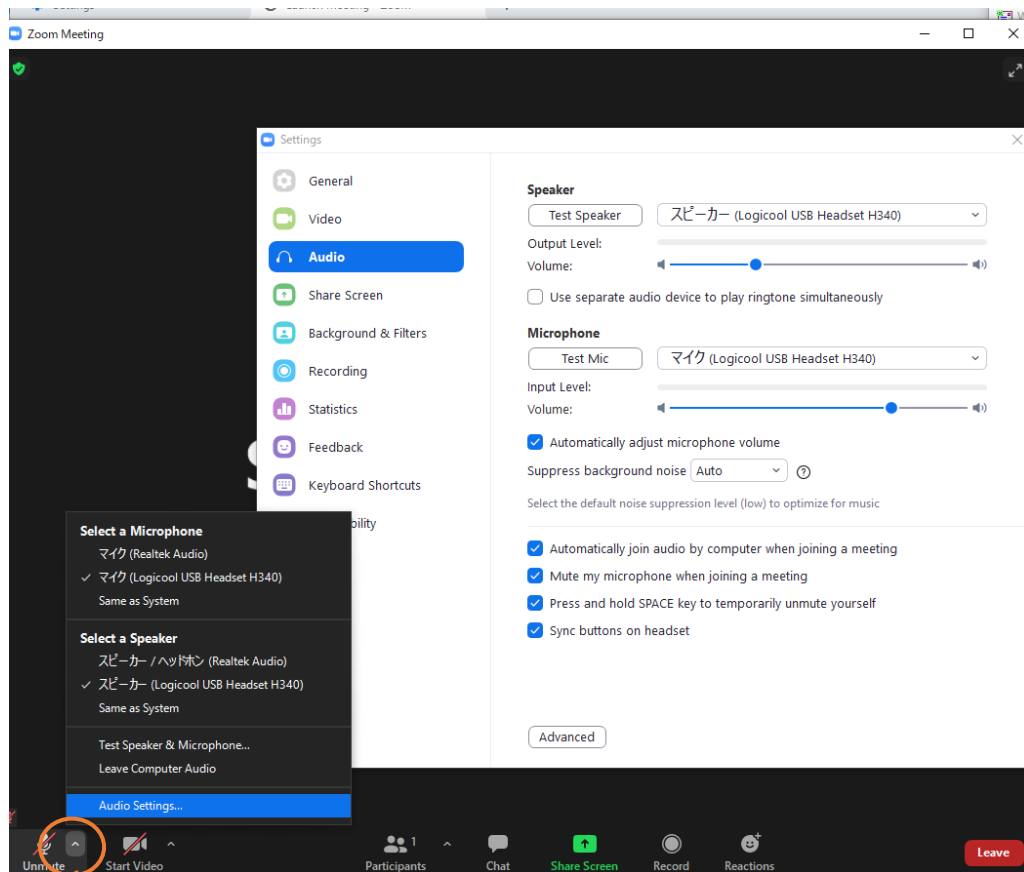 Zoom Meeting
Settings
General
Video
Audio
Share Screen
Background & Filters
Recording
Statistics
Feedback
Keyboard Shortcuts
Speaker
Test Speaker
スピーカー (Logicool USB Headset H340)
Output Level:
Volume:
Use separate audio device to play ringtone simultaneously
Microphone
Test Mic
マイク (Logicool USB Headset H340)
Input Level:
Volume:
Automatically adjust microphone volume
Suppress background noise Auto
Select the default noise suppression level (low) to optimize for music
Automatically join audio by computer when joining a meeting
Mute my microphone when joining a meeting
Press and hold SPACE key to temporarily unmute yourself
Sync buttons on headset
Advanced
Select a Microphone
マイク (Realtek Audio)
マイク (Logicool USB Headset H340)
Same as System
Select a Speaker
スピーカー / ヘッドホン (Realtek Audio)
スピーカー (Logicool USB Headset H340)
Same as System
Test Speaker & Microphone...
Leave Computer Audio
Audio Settings...
Unmute
Start Video
1
Participants
Chat
Share Screen
Record
Reactions
Leave